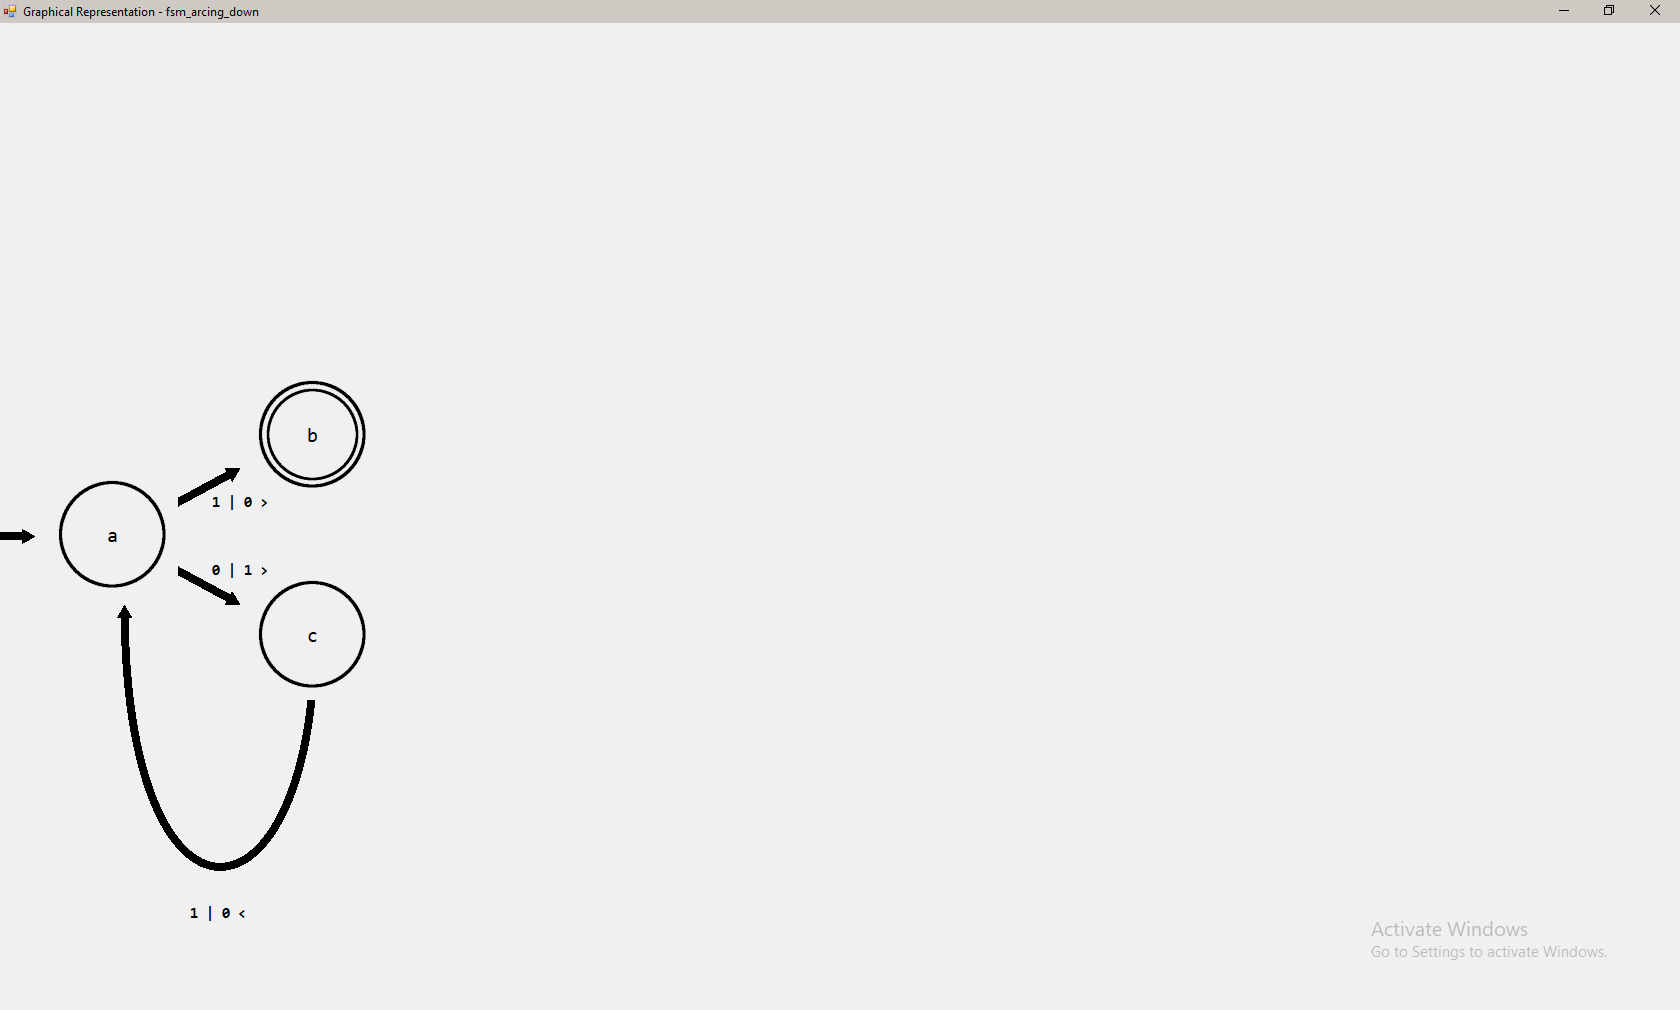 Graphical Representation - fsm_arcing_down
b
1 | 0 >
a
0 | 1 >
c
1 | 0 <
Activate Windows
Go to Settings to activate Windows.